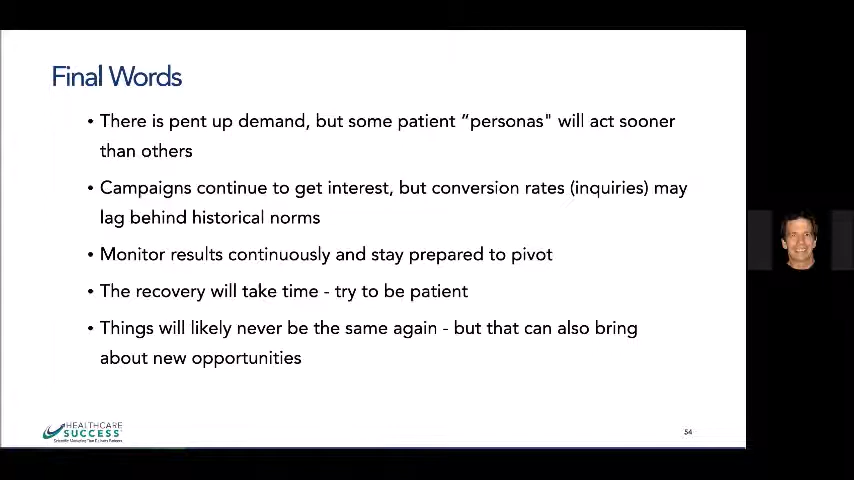 Final Words
• There is pent up demand, but some patient “personas" will act sooner
than others
• Campaigns continue to get interest, but conversion rates (inquiries) may
lag behind historical norms
• Monitor results continuously and stay prepared to pivot
• The recovery will take time - try to be patient
• Things will likely never be the same again - but that can also bring
about new opportunities
HEALTHCARE
SUCCESS
54